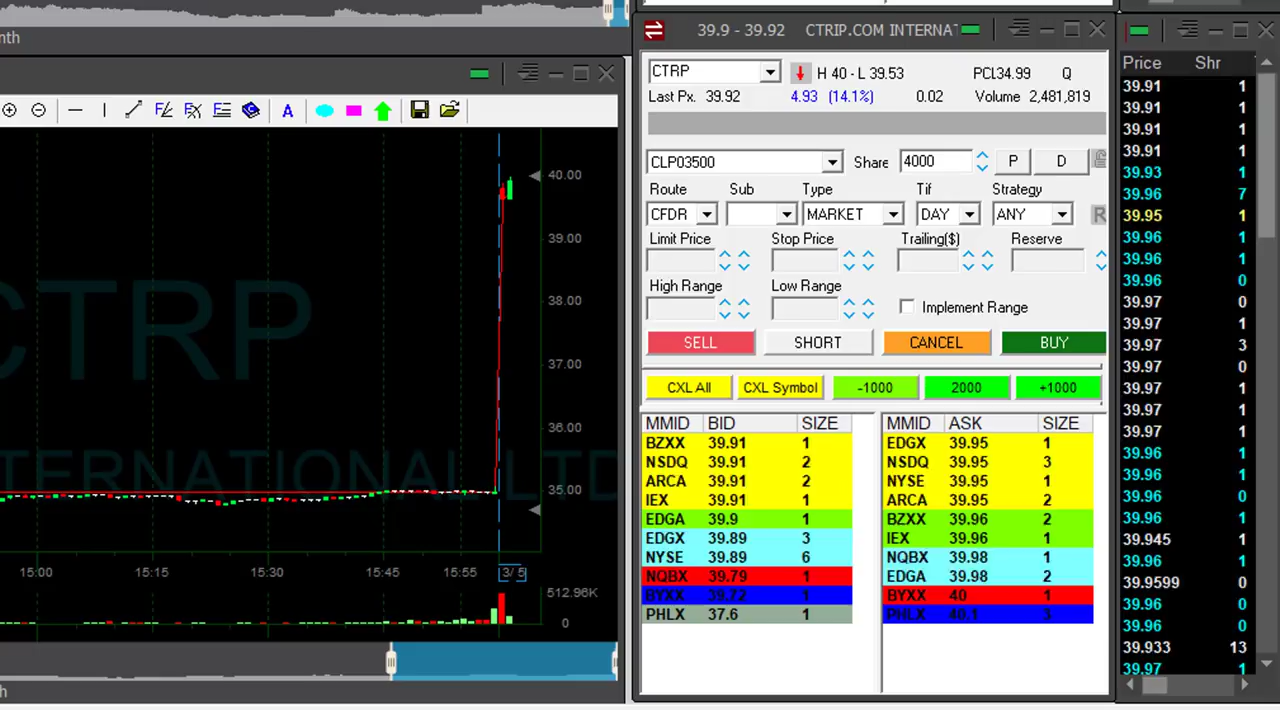 nth
39.9 - 39.92 CTRIP.COM INTERNA
Price Shr
CTRP H 40 - L 39.53 PCL34.99 Q
Last Px. 39.92 4.93 (14.1%) 0.02 Volume 2,481,819
CLP03500 Share 4000 P D
Route Sub Type Tif Strategy
CFDR MARKET DAY ANY R
Limit Price Stop Price Trailing($) Reserve
High Range Low Range
Implement Range
SELL SHORT CANCEL BUY
CXL All CXL Symbol -1000 2000 +1000
MMID BID SIZE MMID ASK SIZE
BZXX 39.91 1 EDGX 39.95 1
NSDQ 39.91 2 NSDQ 39.95 3
ARCA 39.91 2 NYSE 39.95 1
IEX 39.91 1 ARCA 39.95 2
EDGA 39.9 1 BZXX 39.96 2
EDGX 39.89 3 IEX 39.96 1
NYSE 39.89 6 NQBX 39.98 1
NQBX 39.79 1 EDGA 39.98 2
BYXX 39.72 1 BYXX 40 1
PHLX 37.6 1 PHLX 40.1 3
39.91 1
39.91 1
39.91 1
39.91 1
39.93 1
39.96 7
39.95 1
39.96 1
39.96 1
39.96 0
39.97 0
39.97 1
39.97 3
39.97 0
39.97 1
39.97 1
39.97 1
39.96 1
39.96 1
39.96 0
39.96 1
39.945 1
39.96 1
39.9599 0
39.96 0
39.96 0
39.933 13
39.97 1
A
40.00
39.00
38.00
37.00
36.00
35.00
CTRP
INTERNATIONAL LTD
15:00 15:15 15:30 15:45 15:55 3/ 5
512.96K
0
h